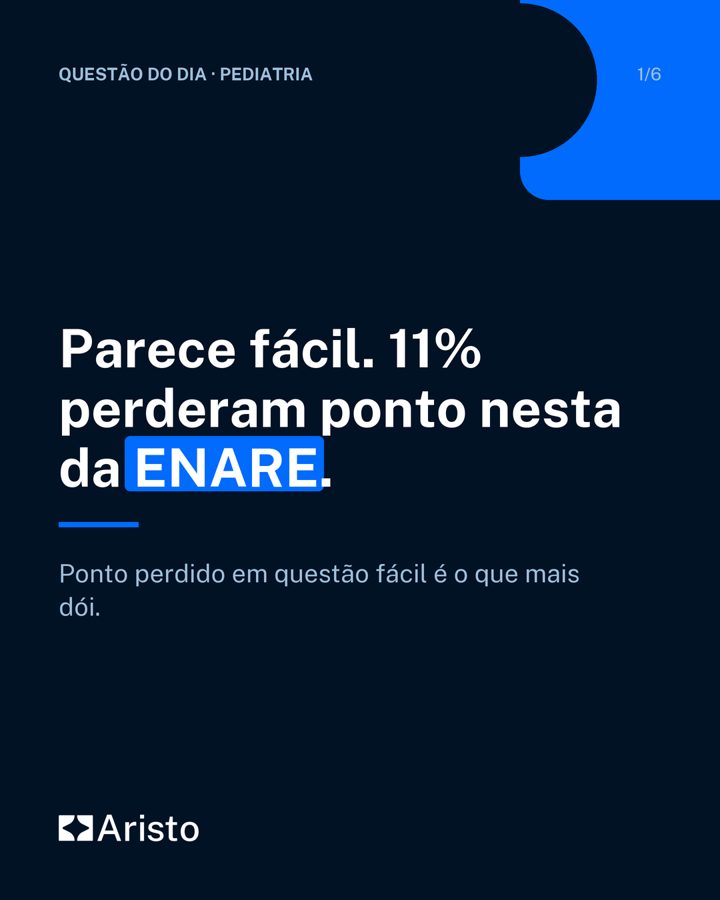 QUESTÃO DO DIA · PEDIATRIA
1/6
Parece fácil. 11%
perderam ponto nesta
da ENARE.
Ponto perdido em questão fácil é o que mais
dói.
Aristo